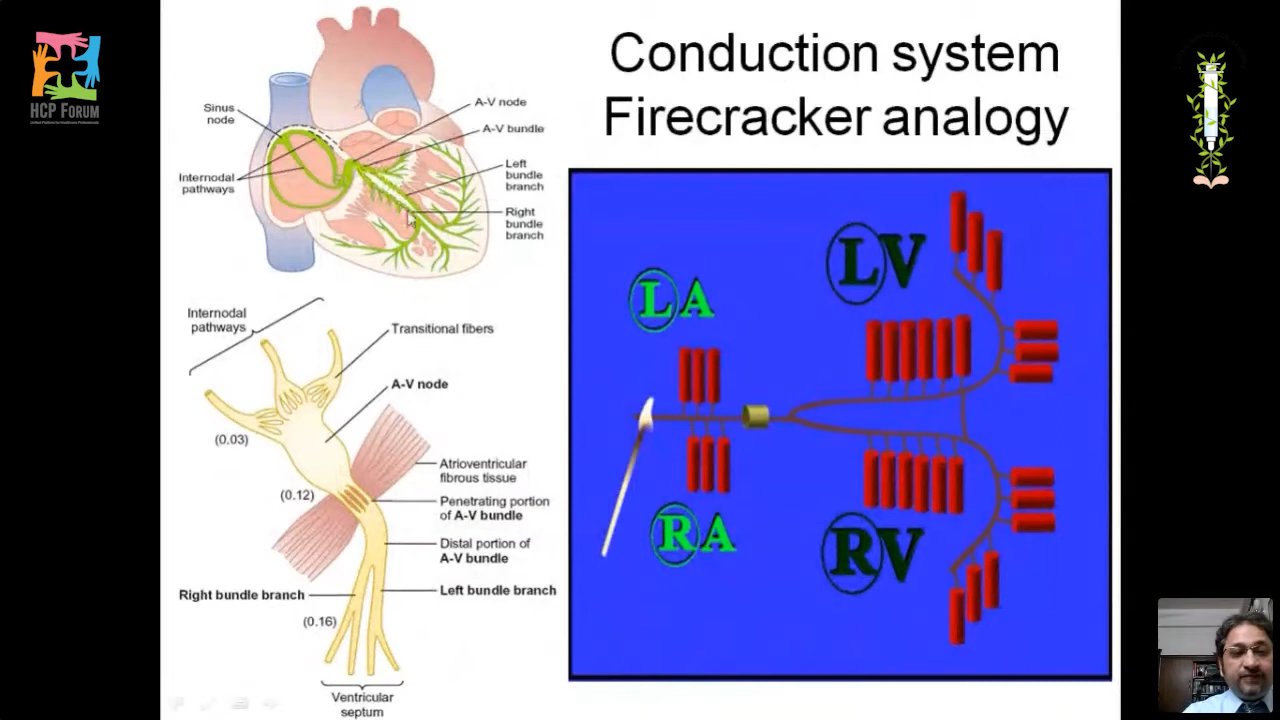 HCP FORUM
Conduction system
Firecracker analogy
Sinus
node
Internodal
pathways
A-V node
A-V bundle
Left
bundle
branch
Right
bundle
branch
Internodal
pathways
Transitional fibers
A-V node
(0.03)
(0.12)
Atrioventricular
fibrous tissue
Penetrating portion
of A-V bundle
Distal portion of
A-V bundle
Right bundle branch
Left bundle branch
(0.16)
Ventricular
septum
LA
LV
RA
RV